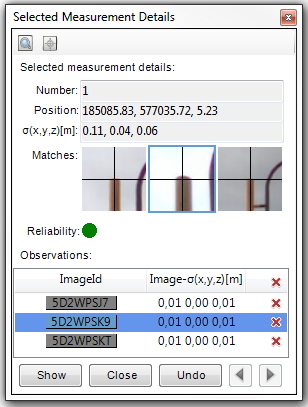 Selected Measurement Details
Selected measurement details:
Number: 1
Position: 185085.83, 577035.72, 5.23
σ(x,y,z)[m]: 0.11, 0.04, 0.06
Matches:
Reliability:
Observations:
ImageId Image-σ(x,y,z)[m]
5D2WPSJ7 0,01 0,00 0,01
5D2WPSK9 0,01 0,00 0,01
5D2WPSKT 0,01 0,00 0,01
Show Close Undo